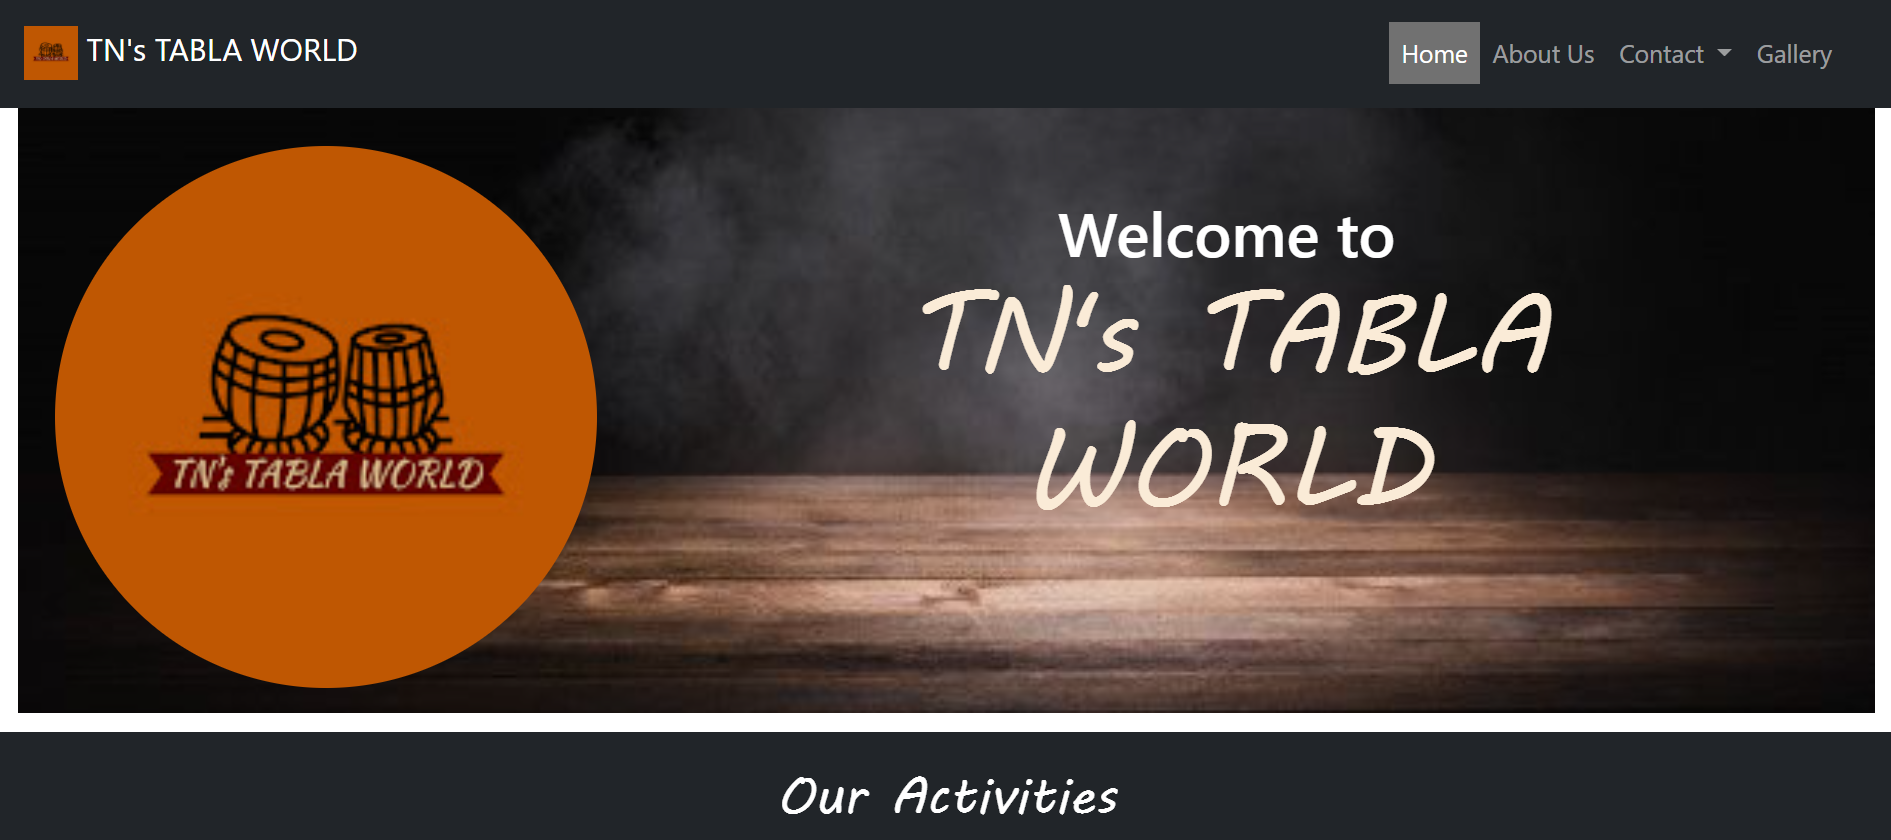 TN's TABLA WORLD
Home About Us Contact Gallery
Welcome to
TN's TABLA
WORLD
TN's TABLA WORLD
Our Activities